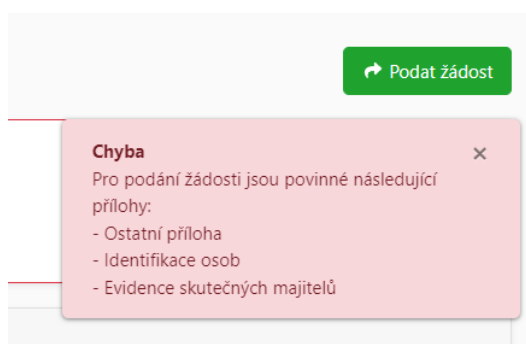 Podat žádost
Chyba
Pro podání žádosti jsou povinné následující
přílohy:
- Ostatní příloha
- Identifikace osob
- Evidence skutečných majitelů